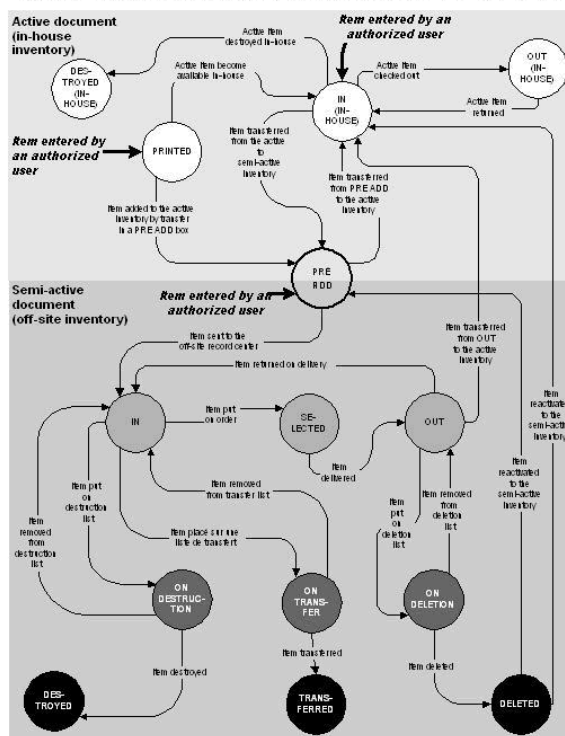 Active document
(in-house
inventory)
Item entered by an
authorized user
Active Item
destroyed in-house
DES-
TROYED
(IN-
HOUSE)
Active Item become
available in-house
Active Item
checked out
OUT
(IN-
HOUSE)
IN
(IN-
HOUSE)
Active Item
returned
Item entered by
an authorized
user
PRINTED
Item transferred
from the active
to
semi-active
inventory
Item transferred
from PRE ADD
to the active
inventory
Item added to the active
inventory by transfer
in a PRE ADD box
PRE
ADD
Semi-active
document
(off-site inventory)
Item entered by an
authorized user
Item sent to the
off-site record center
Item transferred
from OUT
to the active
inventory
Item returned on delivery
IN
Item put
on order
SE-
LECTED
OUT
Item
delivered
Item
reactivated
to the
semi-active
inventory
Item
reactivated
to the
semi-active
inventory
Item put
on
destruction
list
Item removed
from transfer list
Item
put
on
deletion
list
Item removed
from
deletion
list
Item
removed
from
destruction
list
Item place sur une
liste de transfert
ON
DESTRUC-
TION
ON
TRANS-
FER
ON
DELETION
Item destroyed
Item transferred
Item deleted
DES-
TROYED
TRANS-
FERRED
DELETED